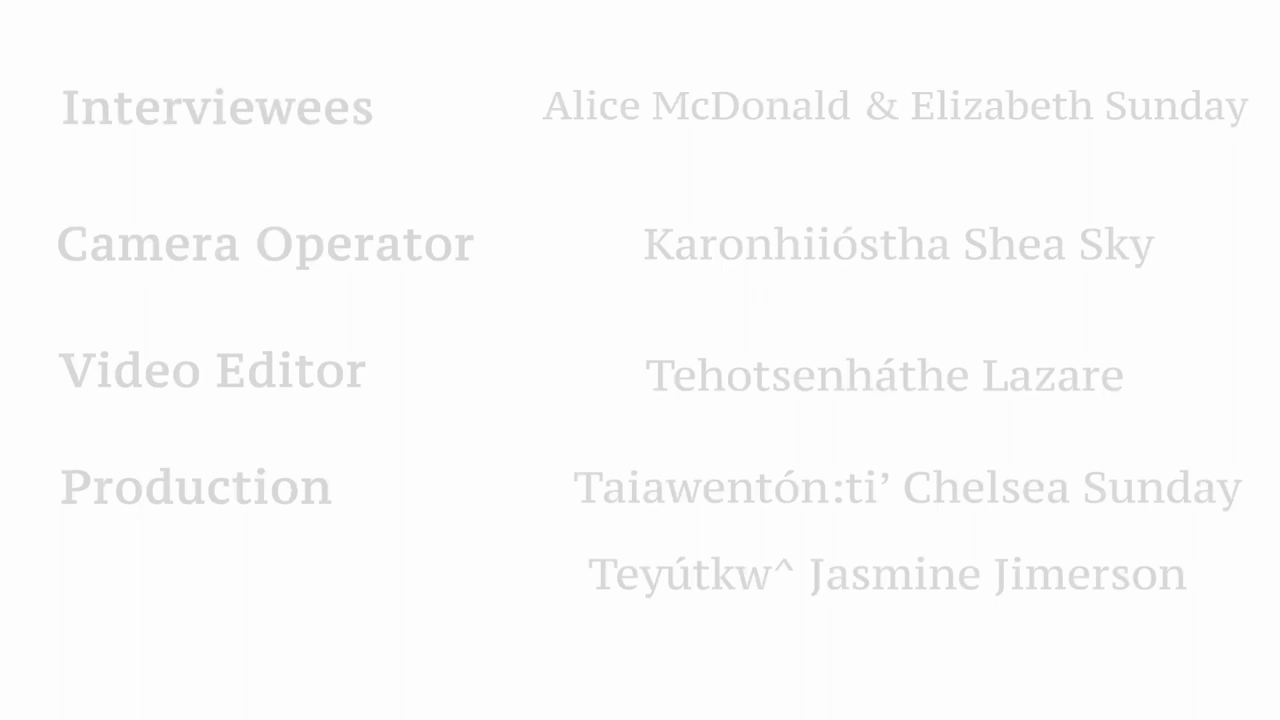 Interviewees Alice McDonald & Elizabeth Sunday
Camera Operator Karonhiióstha Shea Sky
Video Editor Tehotsenháthe Lazare
Production Taiawentón:ti’ Chelsea Sunday
Teyútkw^ Jasmine Jimerson